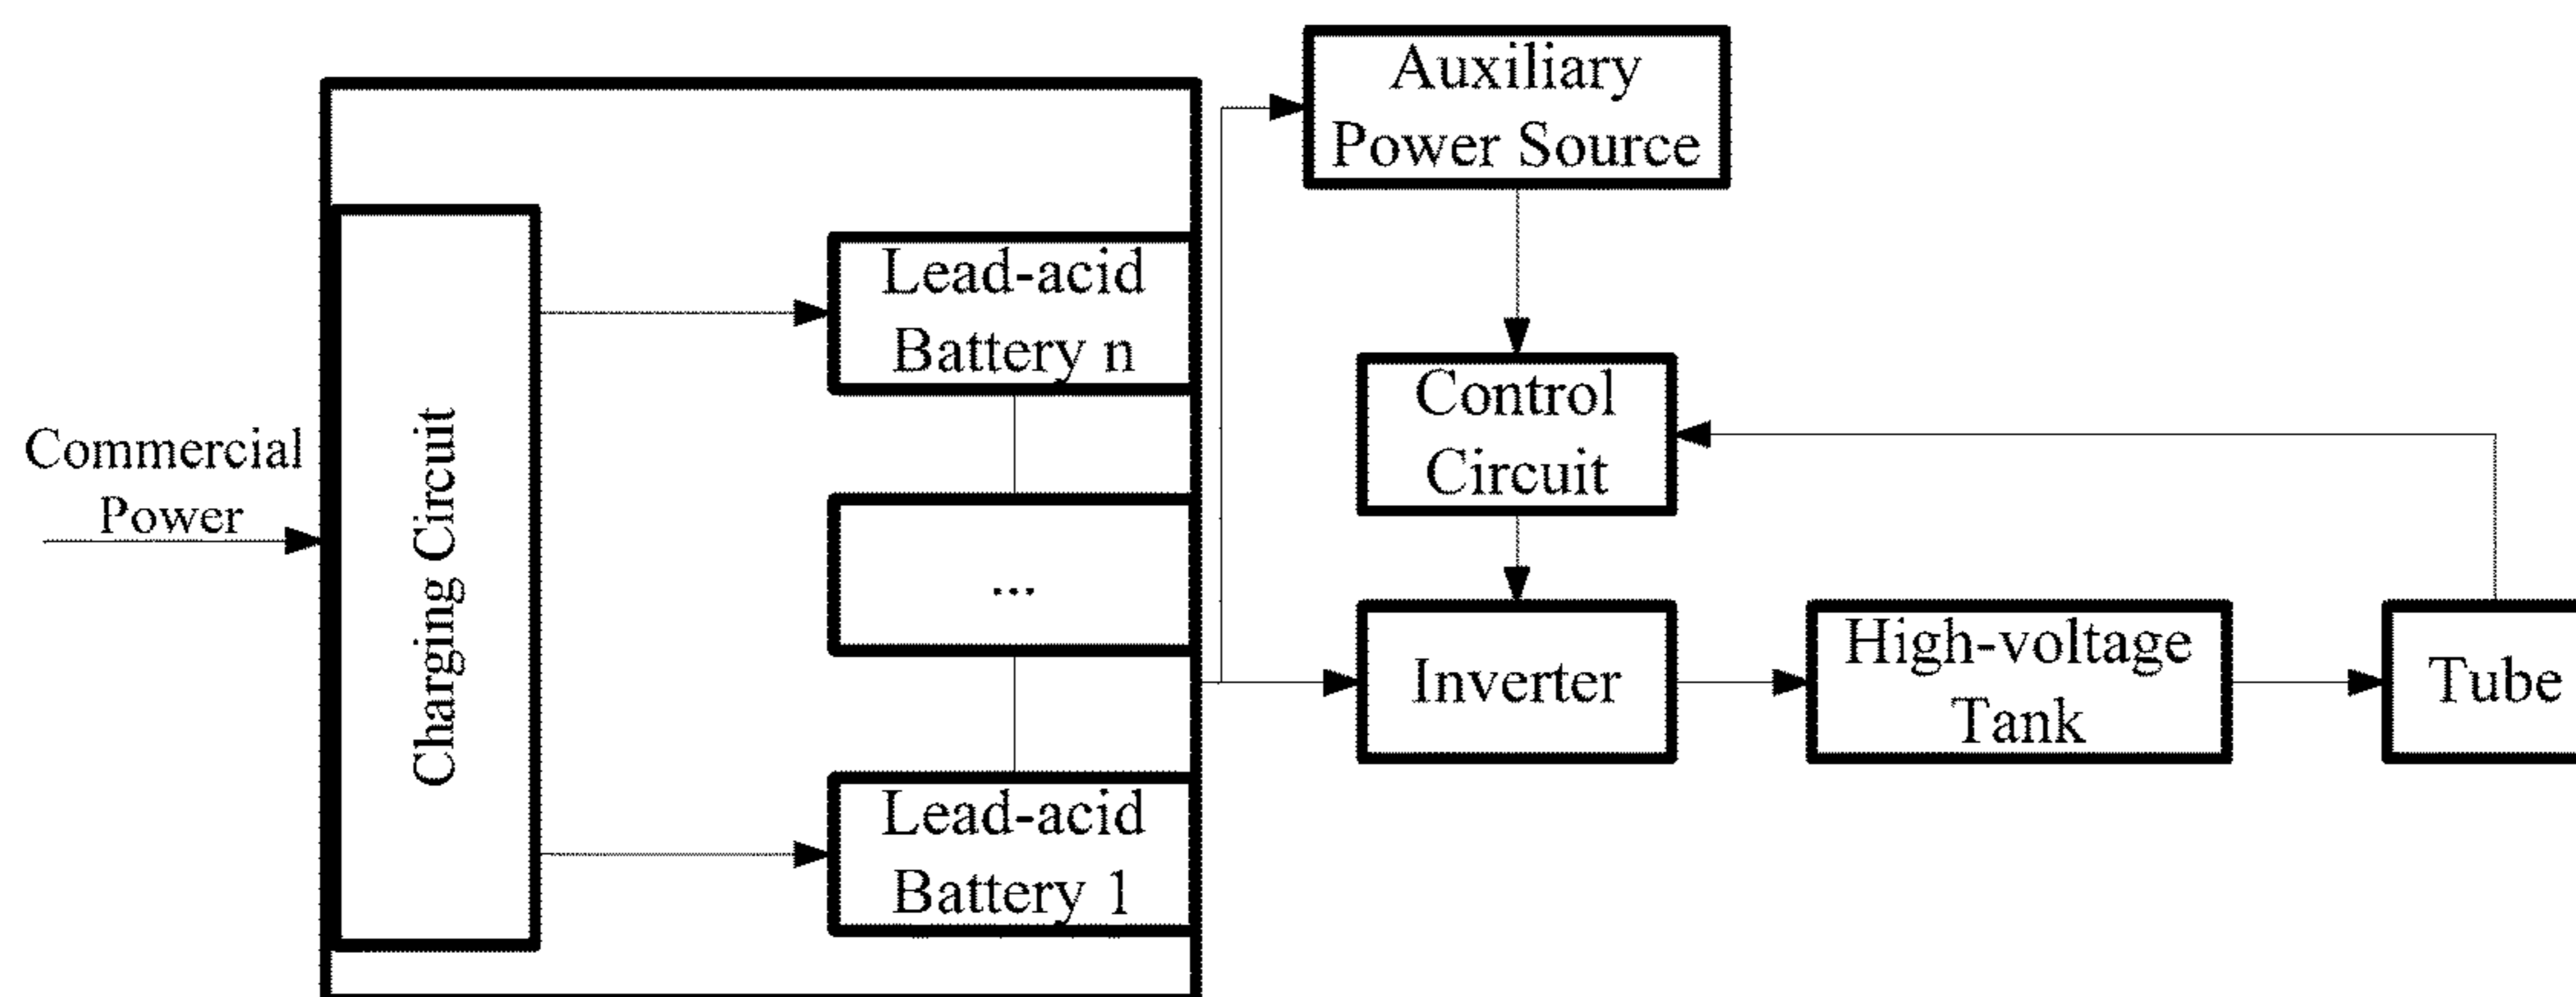 Commercial
Power
Charging Circuit
Lead-acid
Battery n
...
Lead-acid
Battery 1
Auxiliary
Power Source
Control
Circuit
Inverter
High-voltage
Tank
Tube